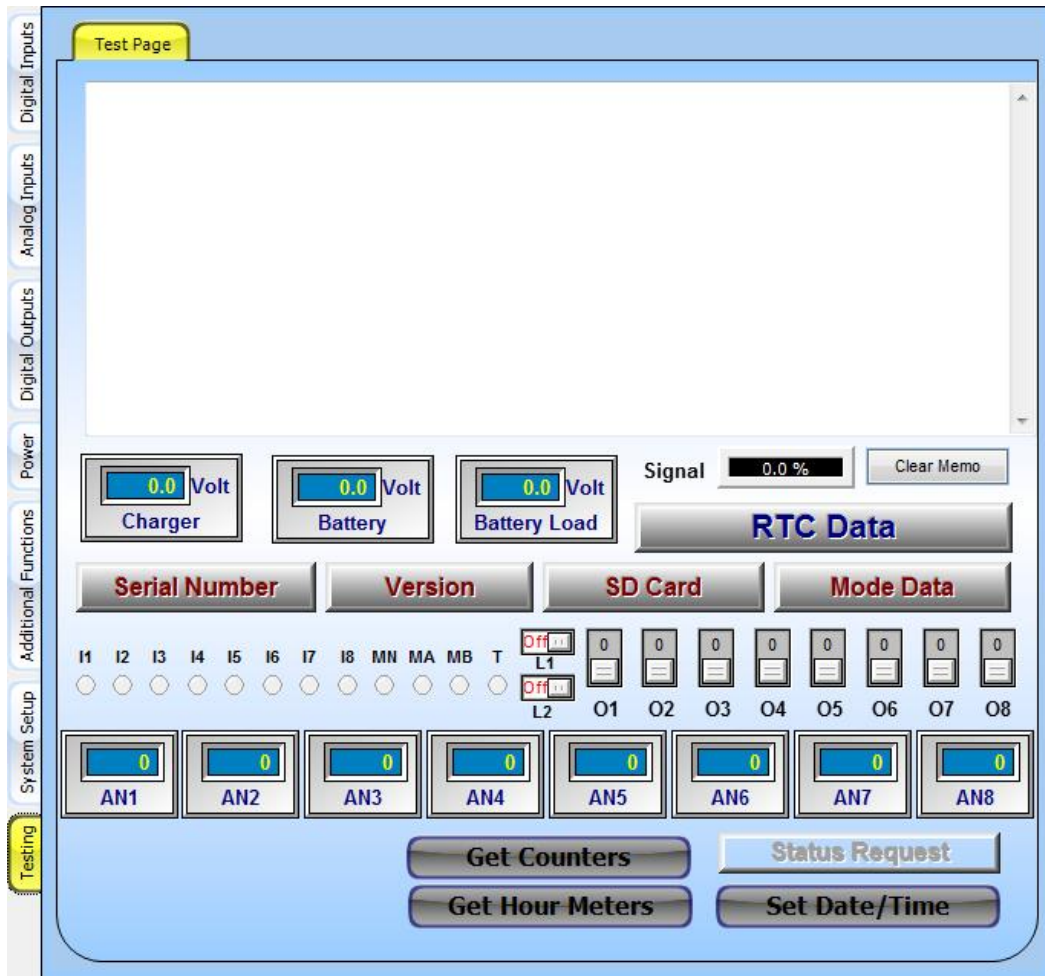 Digital Inputs
Analog Inputs
Digital Outputs
Power
Additional Functions
System Setup
Testing
Test Page
0.0 Volt
Charger
0.0 Volt
Battery
0.0 Volt
Battery Load
Signal 0.0 % Clear Memo
RTC Data
Serial Number Version SD Card Mode Data
I1 I2 I3 I4 I5 I6 I7 I8 MN MA MB T
Off
L1
Off
L2
0 0 0 0 0 0 0 0
O1 O2 O3 O4 O5 O6 O7 O8
0 0 0 0 0 0 0 0
AN1 AN2 AN3 AN4 AN5 AN6 AN7 AN8
Get Counters Status Request
Get Hour Meters Set Date/Time